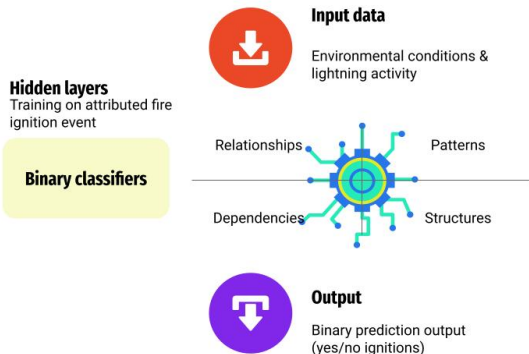 Input data
Environmental conditions &
lightning activity
Hidden layers
Training on attributed fire
ignition event
Binary classifiers
Relationships
Patterns
Dependencies
Structures
Output
Binary prediction output
(yes/no ignitions)